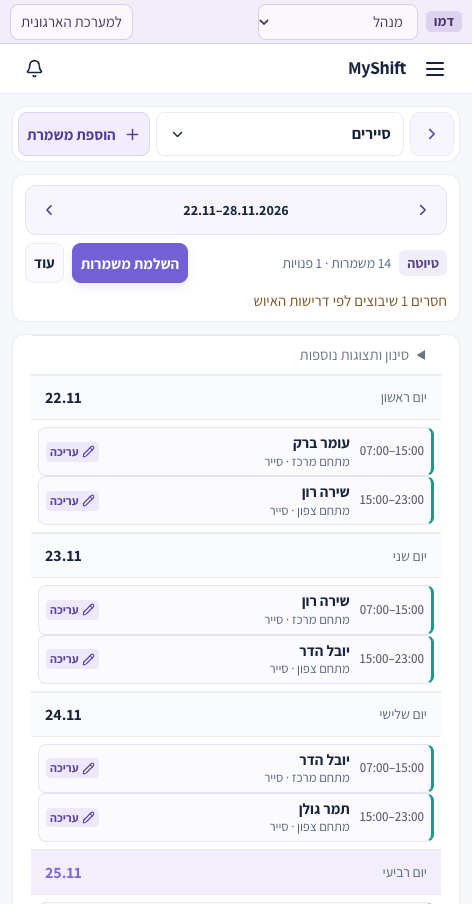 דמו
מנהל
למערכת הארגונית
MyShift
סיירים
הוספת משמרת
22.11–28.11.2026
טיוטה
14 משמרות · 1 פנויות
השלמת משמרות
עוד
חסרים 1 שיבוצים לפי דרישות האיוש
סינון ותצוגות נוספות
יום ראשון 22.11
07:00–15:00 עומר ברק עריכה
מתחם מרכז · סייר
15:00–23:00 שירה רון עריכה
מתחם צפון · סייר
יום שני 23.11
07:00–15:00 שירה רון עריכה
מתחם מרכז · סייר
15:00–23:00 יובל הדר עריכה
מתחם צפון · סייר
יום שלישי 24.11
07:00–15:00 יובל הדר עריכה
מתחם מרכז · סייר
15:00–23:00 תמר גולן עריכה
מתחם צפון · סייר
יום רביעי 25.11